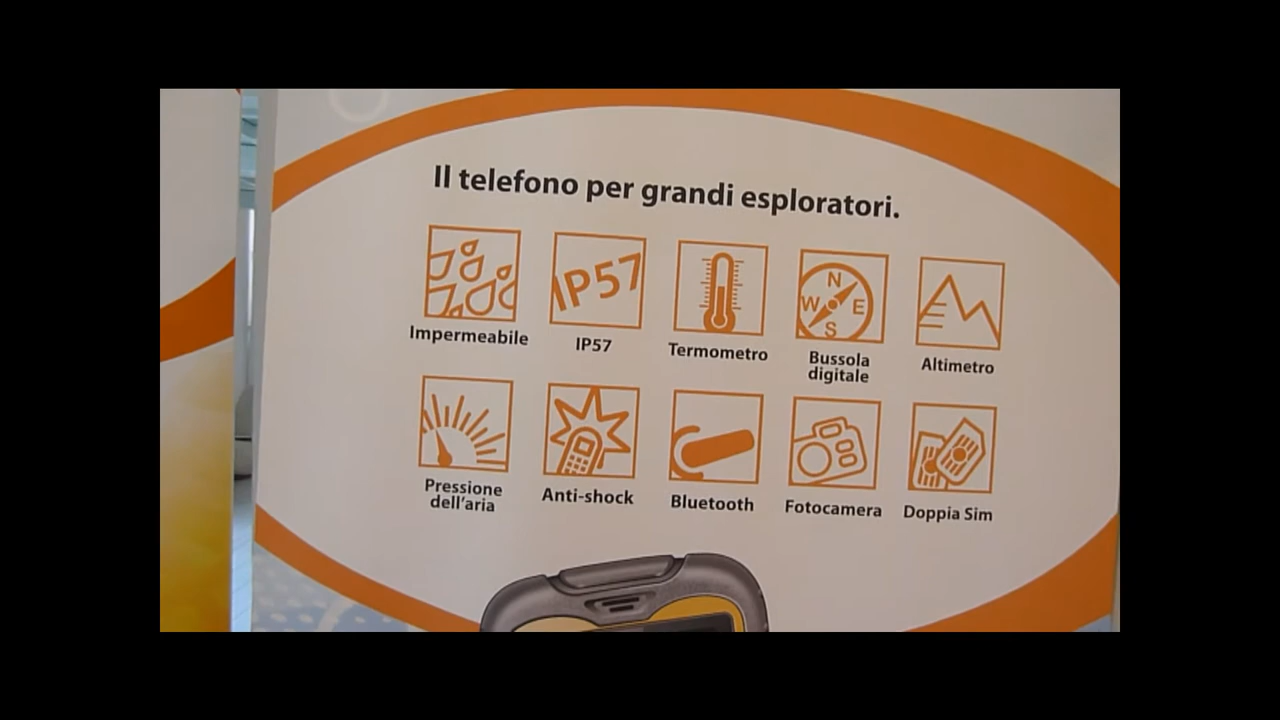 Il telefono per grandi esploratori.
IP57
N
W E
S
Impermeabile
IP57
Termometro
Bussola
digitale
Altimetro
Pressione
dell'aria
Anti-shock
Bluetooth
Fotocamera
Doppia Sim